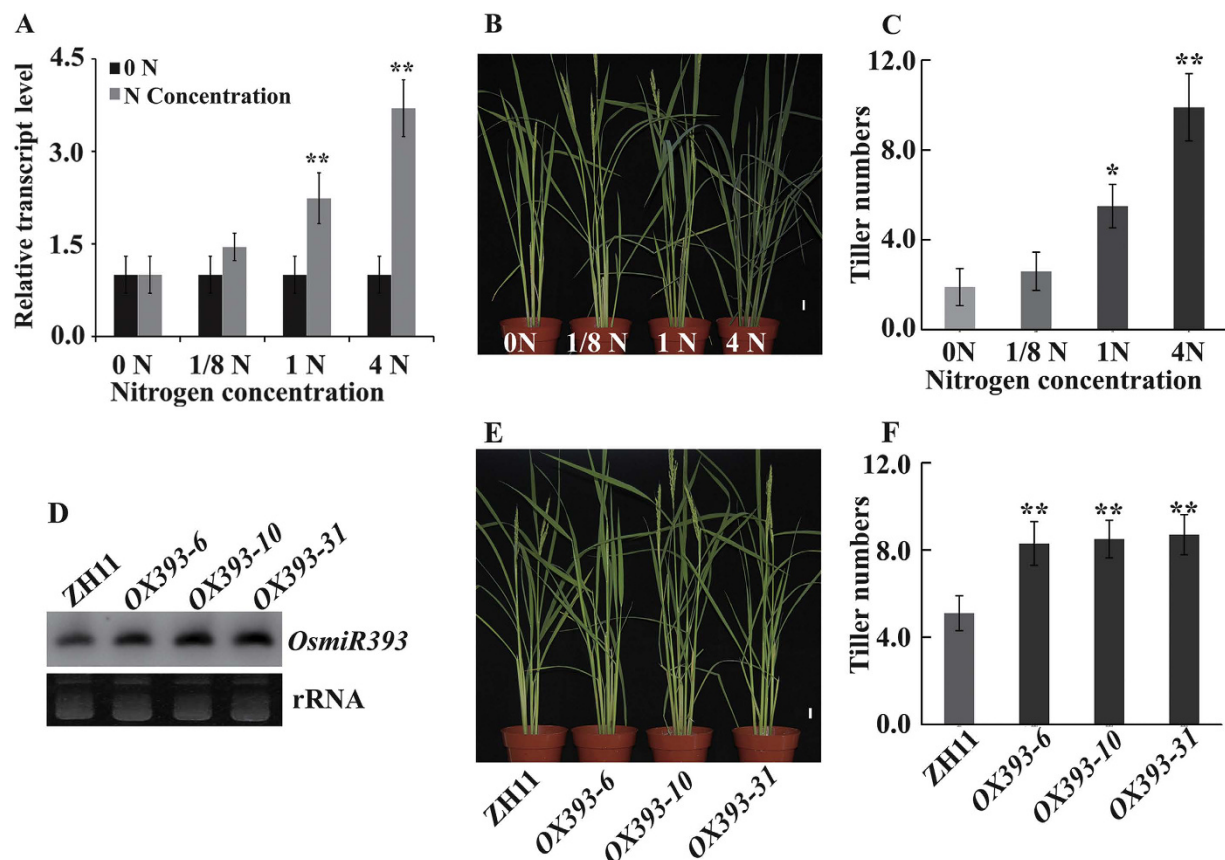 A
Relative transcript level
4.5
3.0
1.5
0.0
0 N
N Concentration
**
**
0 N 1/8 N 1 N 4 N
Nitrogen concentration
B
0N 1/8 N 1 N 4 N
C
Tiller numbers
12.0
8.0
4.0
0.0
*
**
0N 1/8 N 1N 4N
Nitrogen concentration
D
ZH11 OX393-6 OX393-10 OX393-31
OsmiR393
rRNA
E
ZH11 OX393-6 OX393-10 OX393-31
F
Tiller numbers
12.0
8.0
4.0
0.0
** ** **
ZH11 OX393-6 OX393-10 OX393-31